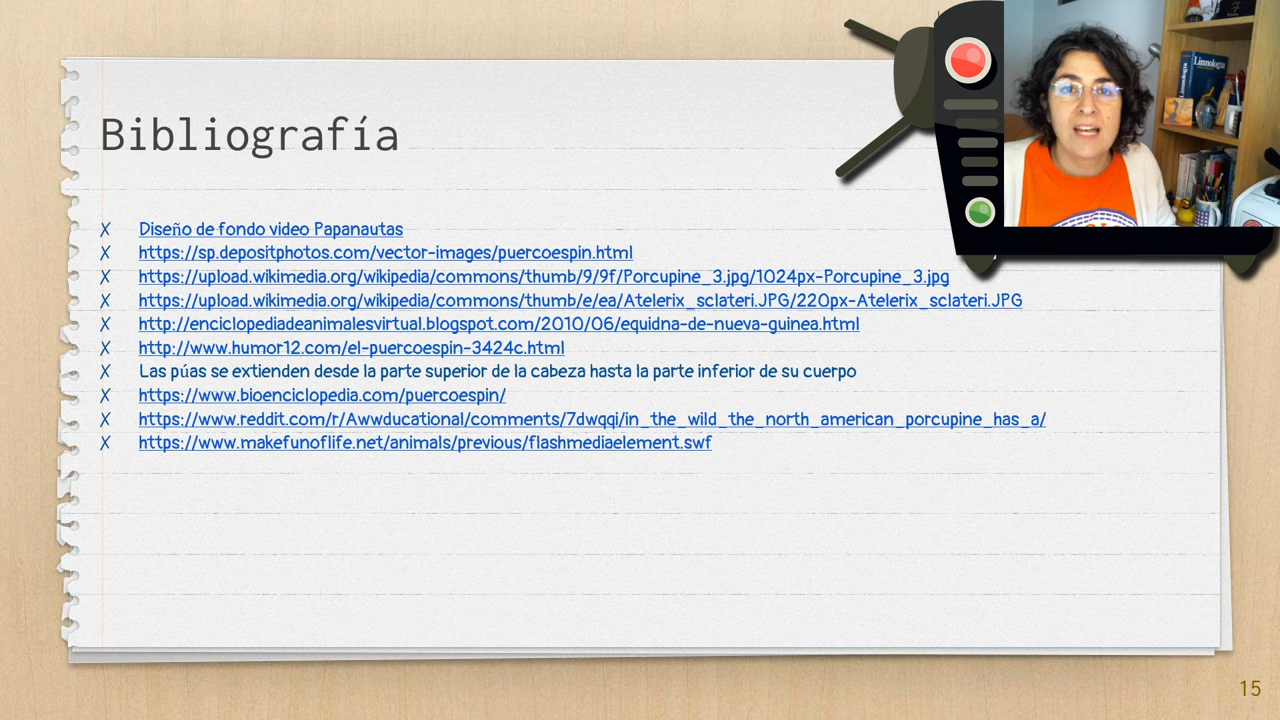 Bibliografía
Limnología
✗ Diseño de fondo video Papanautas
✗ https://sp.depositphotos.com/vector-images/puercoespin.html
✗ https://upload.wikimedia.org/wikipedia/commons/thumb/9/9f/Porcupine_3.jpg/1024px-Porcupine_3.jpg
✗ https://upload.wikimedia.org/wikipedia/commons/thumb/e/ea/Atelerix_sclateri.JPG/220px-Atelerix_sclateri.JPG
✗ http://enciclopediadeanimalesvirtual.blogspot.com/2010/06/equidna-de-nueva-guinea.html
✗ http://www.humor12.com/el-puercoespin-3424c.html
✗ Las púas se extienden desde la parte superior de la cabeza hasta la parte inferior de su cuerpo
✗ https://www.bioenciclopedia.com/puercoespin/
✗ https://www.reddit.com/r/Awwducational/comments/7dwqqi/in_the_wild_the_north_american_porcupine_has_a/
✗ https://www.makefunoflife.net/animals/previous/flashmediaelement.swf
15